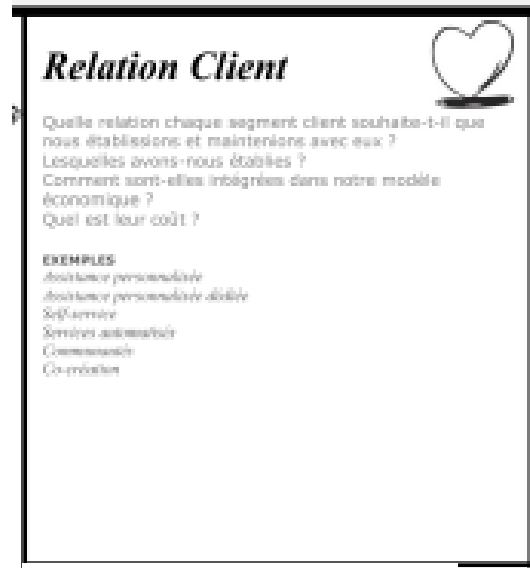 Relation Client
Quelle relation chaque segment client souhaite-t-il que
nous établissions et maintenions avec eux ?
Lesquelles avons-nous établies ?
Comment sont-elles intégrées dans notre modèle
économique ?
Quel est leur coût ?
EXEMPLES
Assistance personnalisée
Assistance personnalisée dédiée
Self-service
Services automatisés
Communautés
Co-création